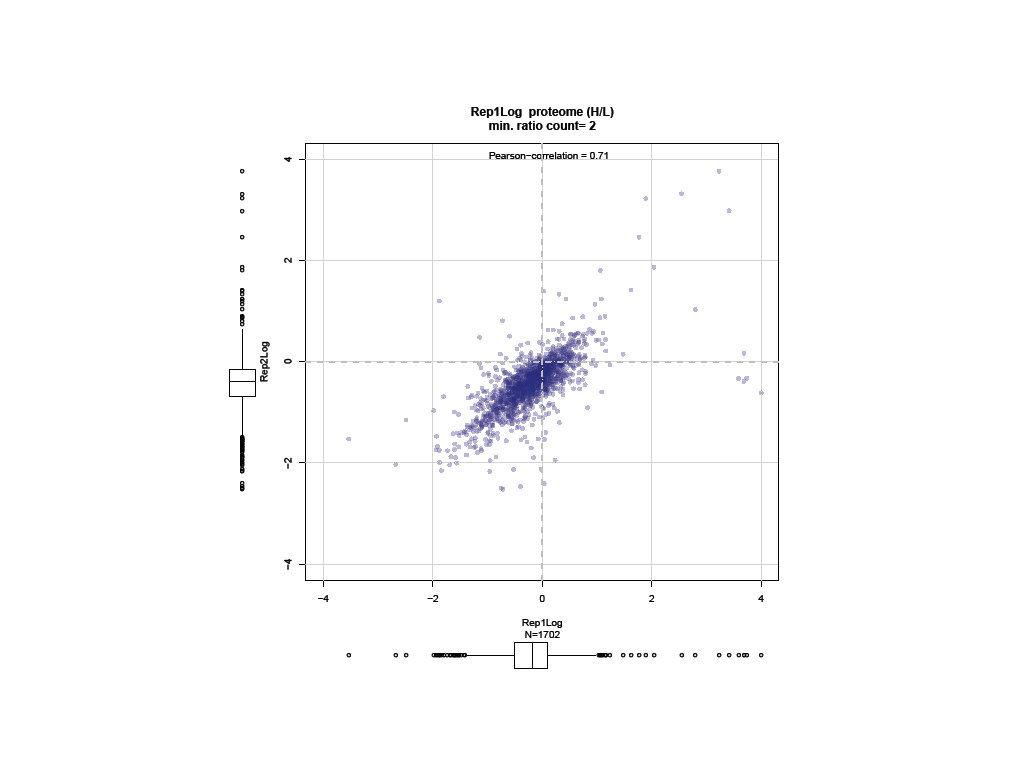 Rep1Log proteome (H/L)
min. ratio count= 2
Pearson−correlation = 0.71
4
2
0
−2
−4
Rep2Log
−4
−2
0
2
4
Rep1Log
N=1702